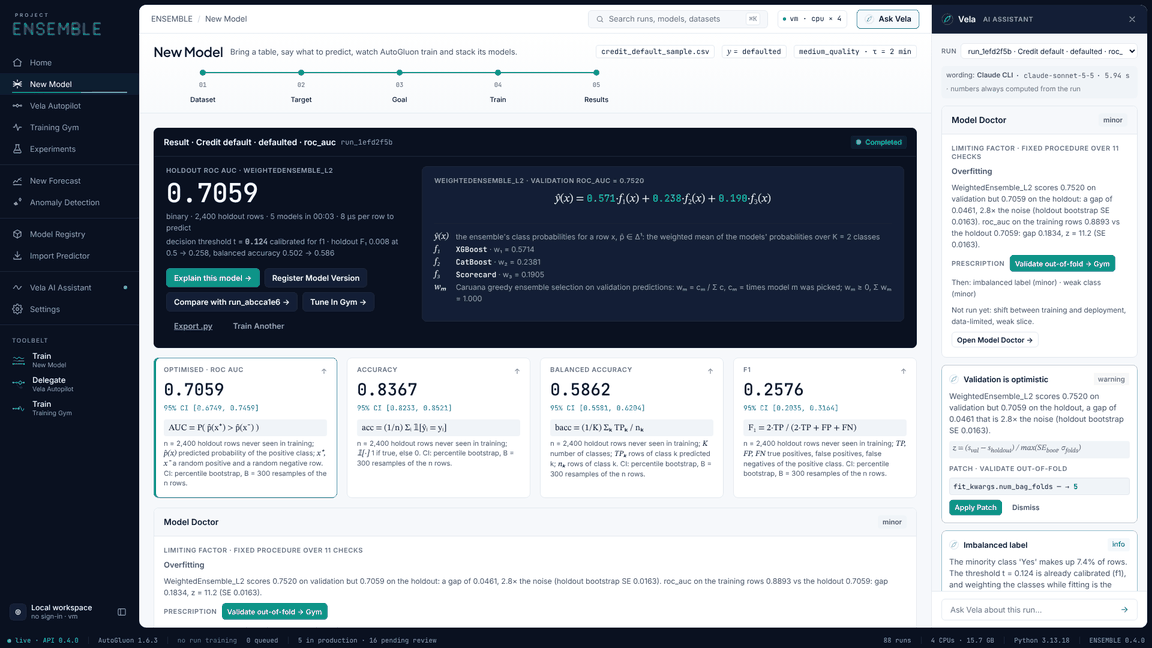 PROJECT
ENSEMBLE
Home
New Model
Vela Autopilot
Training Gym
Experiments
New Forecast
Anomaly Detection
Model Registry
Import Predictor
Vela AI Assistant
Settings
TOOLBELT
Train
New Model
Delegate
Vela Autopilot
Train
Training Gym
Local workspace
no sign-in · vm
ENSEMBLE / New Model
Search runs, models, datasets ⌘K
vm · cpu × 4
Ask Vela
New Model
Bring a table, say what to predict, watch AutoGluon train and stack its models.
credit_default_sample.csv
y = defaulted
medium_quality · τ = 2 min
01 02 03 04 05
Dataset Target Goal Train Results
Result · Credit default · defaulted · roc_auc run_1efd2f5b
Completed
HOLDOUT ROC AUC · WEIGHTEDENSEMBLE_L2
0.7059
binary · 2,400 holdout rows · 5 models in 00:03 · 8 µs per row to
predict
decision threshold t = 0.124 calibrated for f1 · holdout F₁ 0.008 at
0.5 → 0.258, balanced accuracy 0.502 → 0.586
Explain this model →
Register Model Version
Compare with run_abcca1e6 →
Tune In Gym →
Export .py
Train Another
WEIGHTEDENSEMBLE_L2 · VALIDATION ROC_AUC = 0.7520
ŷ(x) = 0.571·f₁(x) + 0.238·f₂(x) + 0.190·f₃(x)
ŷ(x) the ensemble's class probabilities for a row x, p̂ ∈ Δ¹: the weighted mean of the models' probabilities over K = 2 classes
f₁ XGBoost · w₁ = 0.5714
f₂ CatBoost · w₂ = 0.2381
f₃ Scorecard · w₃ = 0.1905
wₘ Caruana greedy ensemble selection on validation predictions: wₘ = cₘ / Σ c, cₘ = times model m was picked; wₘ ≥ 0, Σ wₘ
= 1.000
OPTIMISED · ROC AUC ↑
0.7059
95% CI [0.6749, 0.7459]
AUC = P( p̂(x⁺) > p̂(x⁻) )
n = 2,400 holdout rows never seen in training;
p̂(x) predicted probability of the positive class; x⁺,
x⁻ a random positive and a random negative row.
CI: percentile bootstrap, B = 300 resamples of the
n rows.
ACCURACY ↑
0.8367
95% CI [0.8233, 0.8521]
acc = (1/n) Σᵢ 𝟙[ŷᵢ = yᵢ]
n = 2,400 holdout rows never seen in training;
𝟙[·] 1 if true, else 0. CI: percentile bootstrap, B =
300 resamples of the n rows.
BALANCED ACCURACY ↑
0.5862
95% CI [0.5581, 0.6204]
bacc = (1/K) Σₖ TPₖ / nₖ
n = 2,400 holdout rows never seen in training; K
number of classes; TPₖ rows of class k predicted
k; nₖ rows of class k. CI: percentile bootstrap, B =
300 resamples of the n rows.
F1 ↑
0.2576
95% CI [0.2035, 0.3164]
F₁ = 2·TP / (2·TP + FP + FN)
n = 2,400 holdout rows never seen in training; TP,
FP, FN true positives, false positives, false
negatives of the positive class. CI: percentile
bootstrap, B = 300 resamples of the n rows.
Model Doctor
minor
LIMITING FACTOR · FIXED PROCEDURE OVER 11 CHECKS
Overfitting
WeightedEnsemble_L2 scores 0.7520 on validation but 0.7059 on the holdout: a gap of 0.0461, 2.8× the noise (holdout bootstrap SE 0.0163). roc_auc on the training rows 0.8893 vs the holdout 0.7059: gap
0.1834, z = 11.2 (SE 0.0163).
PRESCRIPTION Validate out-of-fold → Gym
Vela AI ASSISTANT
RUN run_1efd2f5b · Credit default · defaulted · roc_
wording: Claude CLI · claude-sonnet-5-5 · 5.94 s
· numbers always computed from the run
Model Doctor minor
LIMITING FACTOR · FIXED PROCEDURE OVER 11
CHECKS
Overfitting
WeightedEnsemble_L2 scores 0.7520 on
validation but 0.7059 on the holdout: a gap of
0.0461, 2.8× the noise (holdout bootstrap SE
0.0163). roc_auc on the training rows 0.8893 vs
the holdout 0.7059: gap 0.1834, z = 11.2 (SE
0.0163).
PRESCRIPTION Validate out-of-fold → Gym
Then: imbalanced label (minor) · weak class
(minor)
Not run yet: shift between training and deployment,
data-limited, weak slice.
Open Model Doctor →
Validation is optimistic warning
WeightedEnsemble_L2 scores 0.7520 on
validation but 0.7059 on the holdout, a gap of
0.0461 that is 2.8× the noise (holdout bootstrap SE
0.0163).
z = (s_val − s_holdout) / max(SE_boot, σ_folds)
PATCH · VALIDATE OUT-OF-FOLD
fit_kwargs.num_bag_folds — → 5
Apply Patch
Dismiss
Imbalanced label info
The minority class 'Yes' makes up 7.4% of rows.
The threshold t = 0.124 is already calibrated (f1),
and weighting the classes while fitting is the
Ask Vela about this run... →
live · API 0.4.0 AutoGluon 1.6.3 no run training 0 queued 5 in production · 16 pending review 88 runs 4 CPUs · 15.7 GB Python 3.13.18 ENSEMBLE 0.4.0